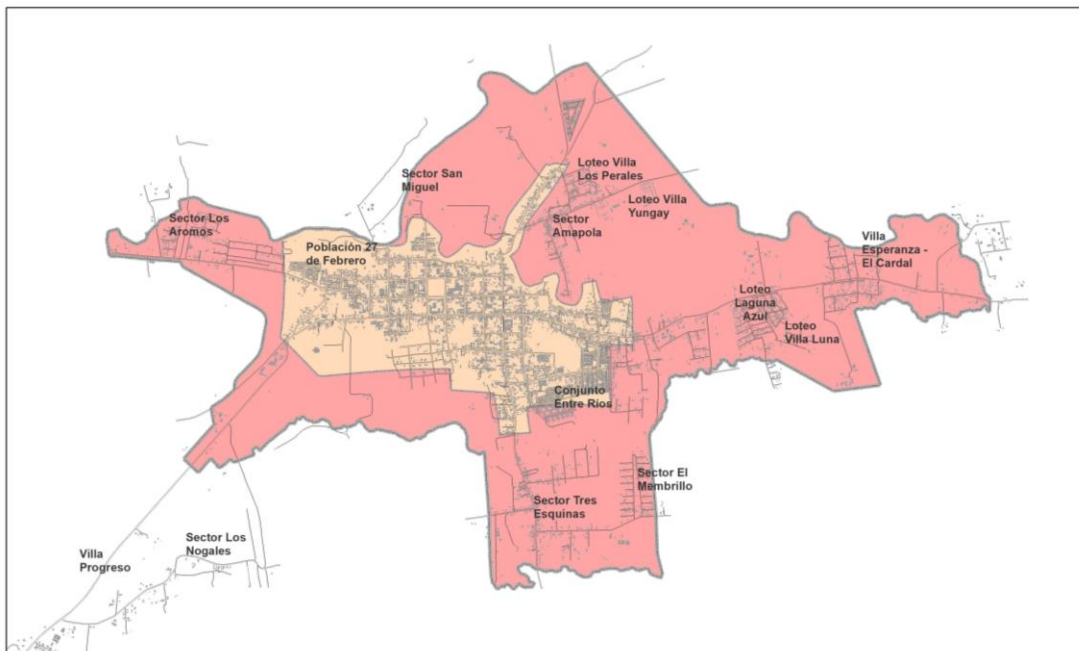 Loteo Villa
Los Perales
Sector San
Miguel
Loteo Villa
Yungay
Sector Los
Aromos
Sector
Amapola
Población 27
de Febrero
Villa
Esperanza -
El Cardal
Loteo
Laguna
Azul
Loteo
Villa Luna
Conjunto
Entre Ríos
Sector El
Membrillo
Sector Tres
Esquinas
Sector Los
Nogales
Villa
Progreso